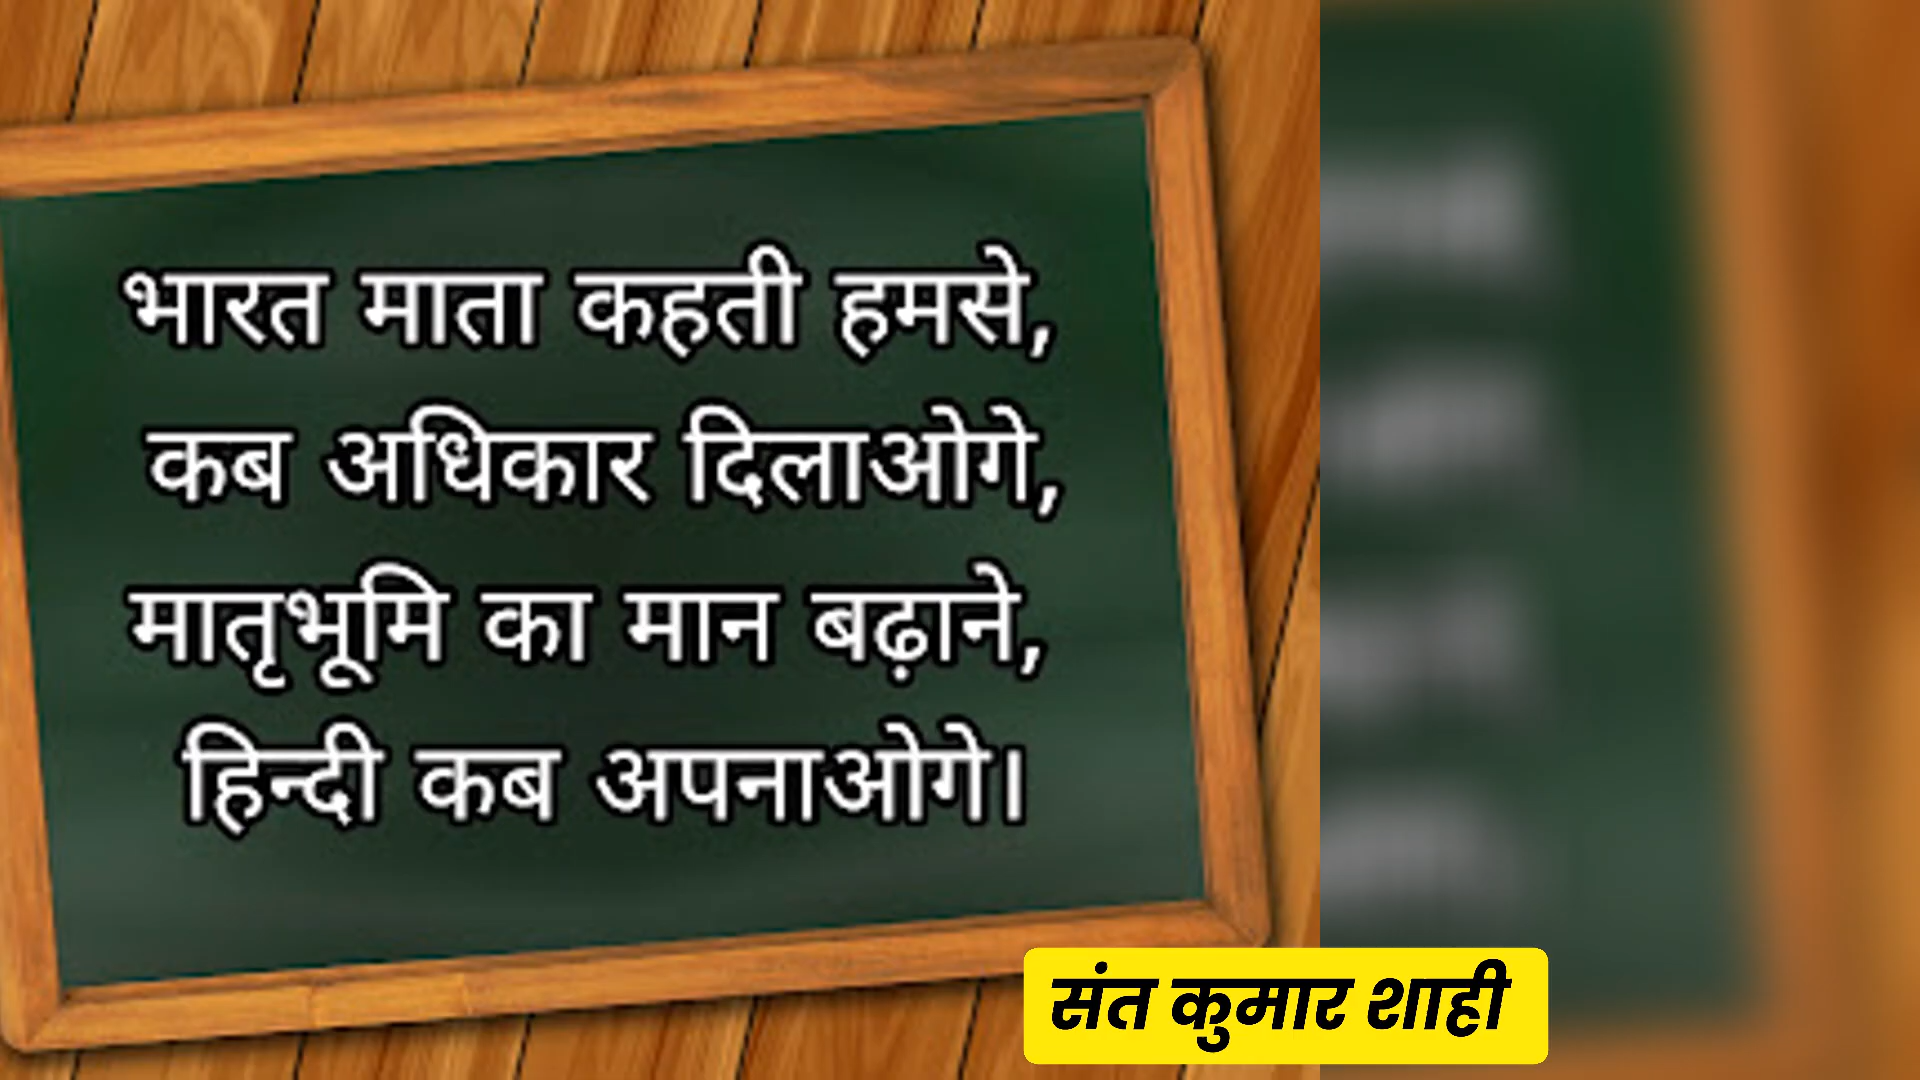 भारत माता कहती हमसे,
कब अधिकार दिलाओगे,
मातृभूमि का मान बढ़ाने,
हिन्दी कब अपनाओगे।
संत कुमार शाही